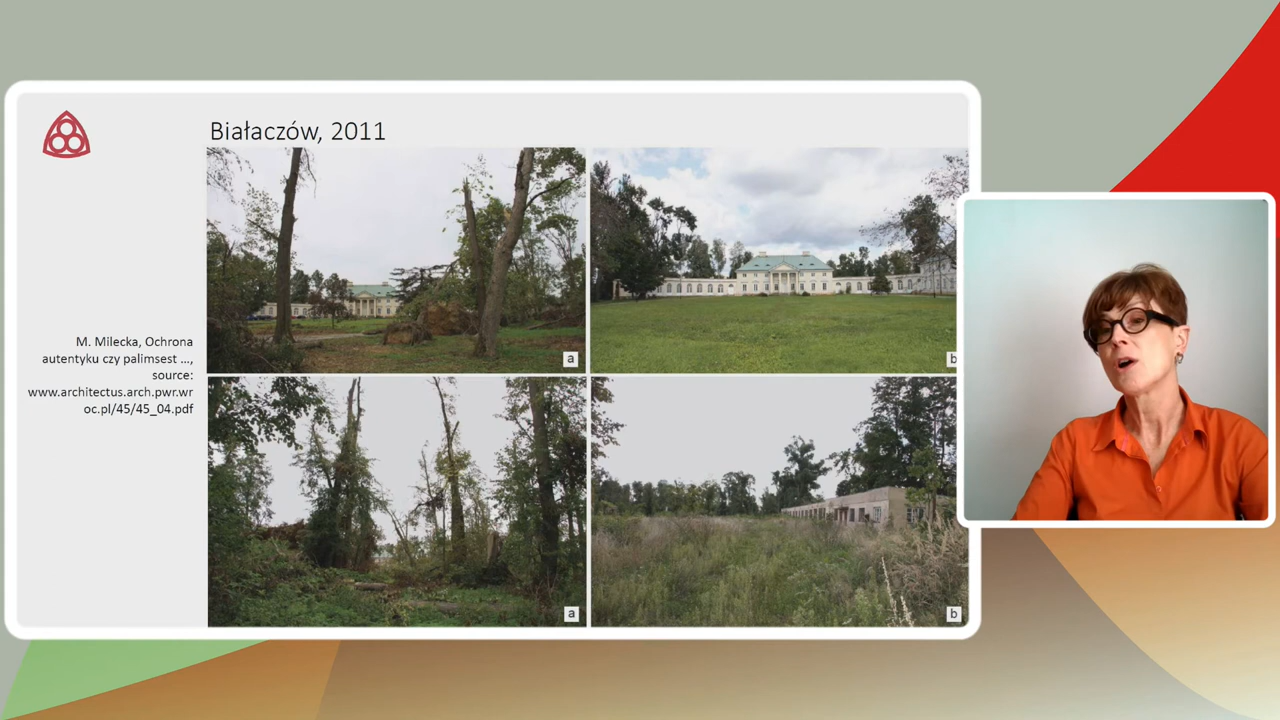 Białaczów, 2011
M. Milecka, Ochrona
autentyku czy palimsest ...,
source:
www.architectus.arch.pwr.wr
oc.pl/45/45_04.pdf
a
b
a
b